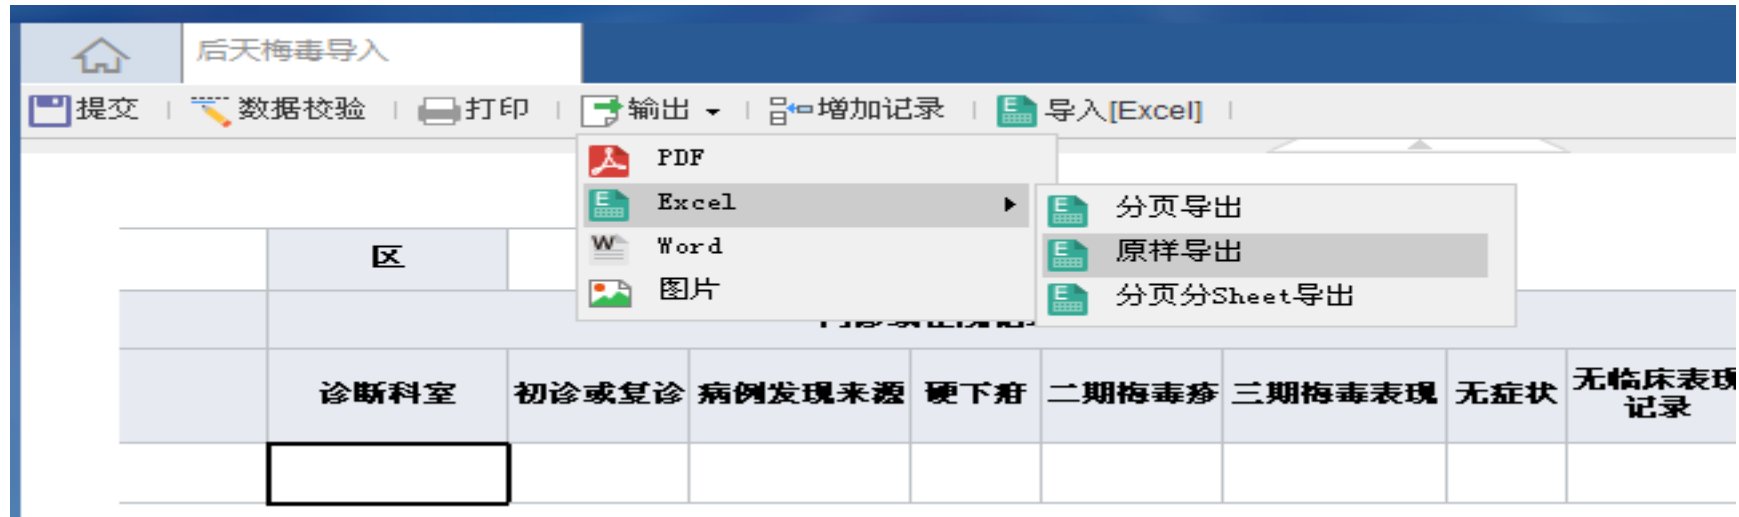 后天梅毒导入
提交 数据校验 打印 输出 增加记录 导入[Excel]
PDF
Excel
Word
图片
分页导出
原样导出
分页分Sheet导出
区
诊断科室 初诊或复诊 病例发现来源 硬下疳 二期梅毒疹 三期梅毒表现 无症状 无临床表现
记录